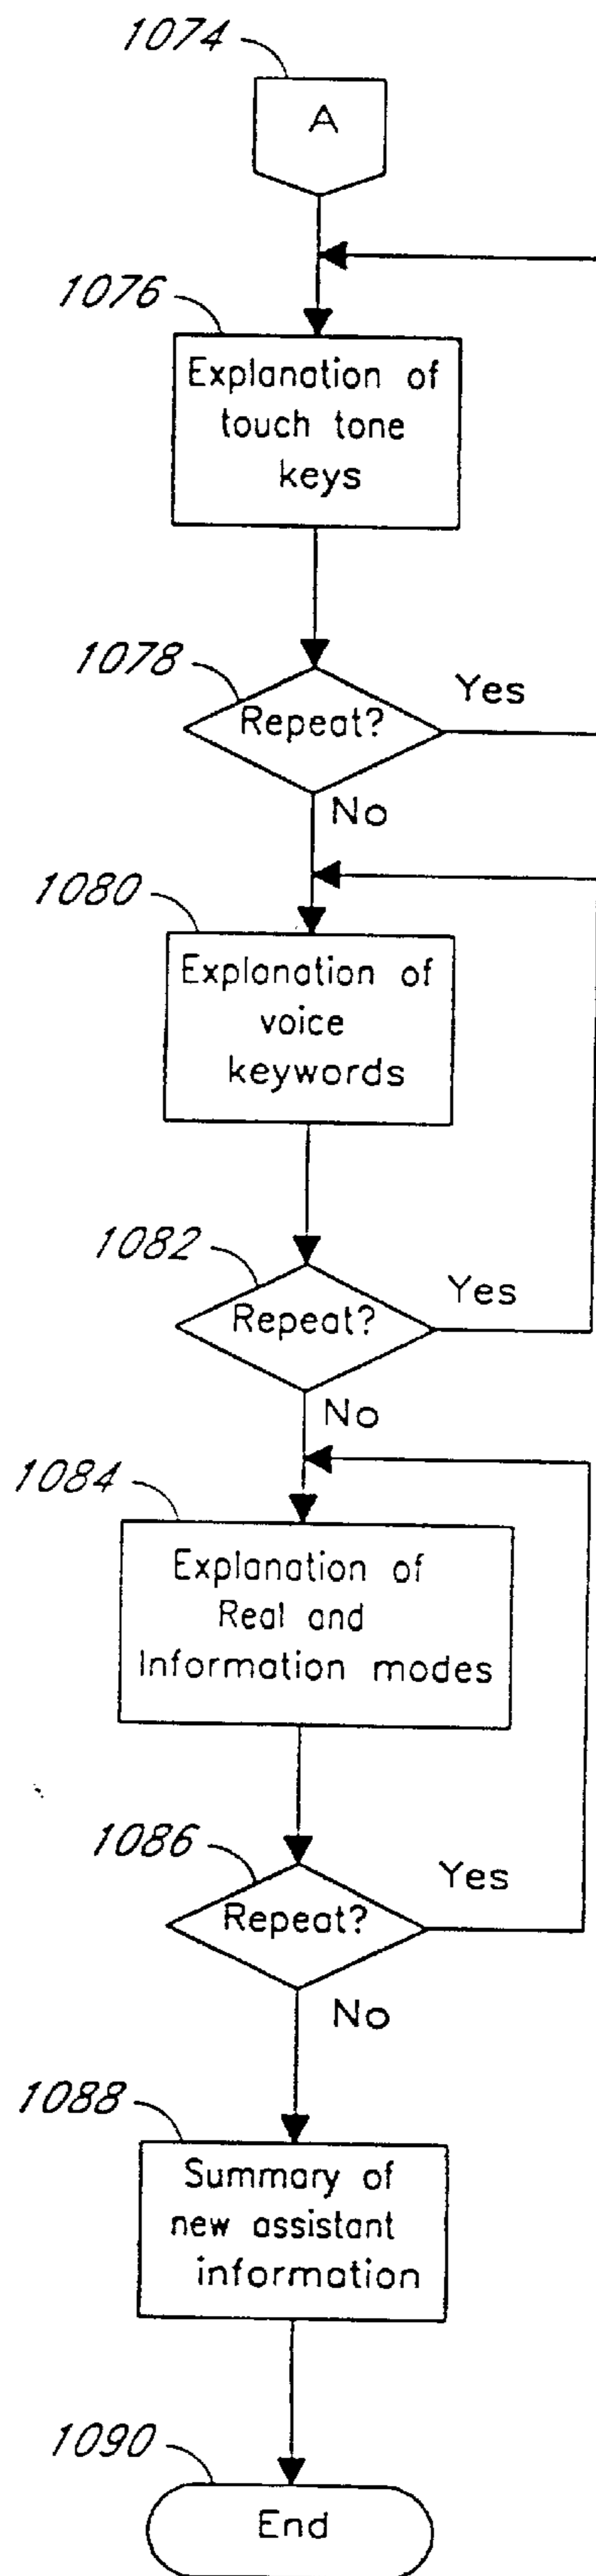 1074
A
1076
Explanation of
touch tone
keys
1078
Repeat?
Yes
No
1080
Explanation of
voice
keywords
1082
Repeat?
Yes
No
1084
Explanation of
Real and
Information modes
1086
Repeat?
Yes
No
1088
Summary of
new assistant
information
1090
End